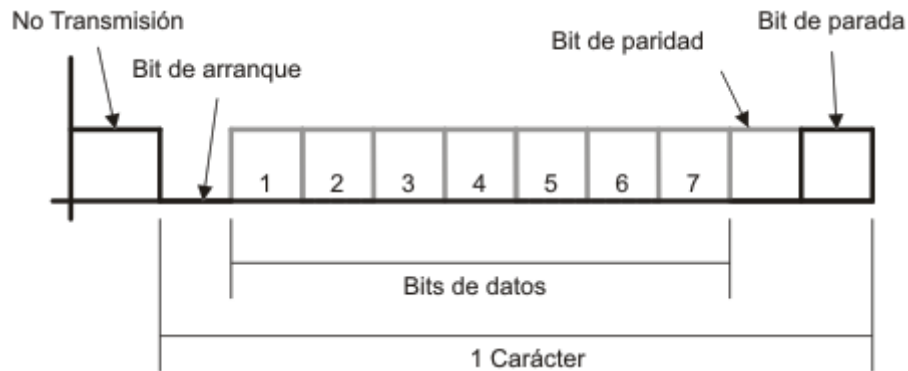 No Transmisión
Bit de arranque
Bit de paridad
Bit de parada
1 2 3 4 5 6 7
Bits de datos
1 Carácter